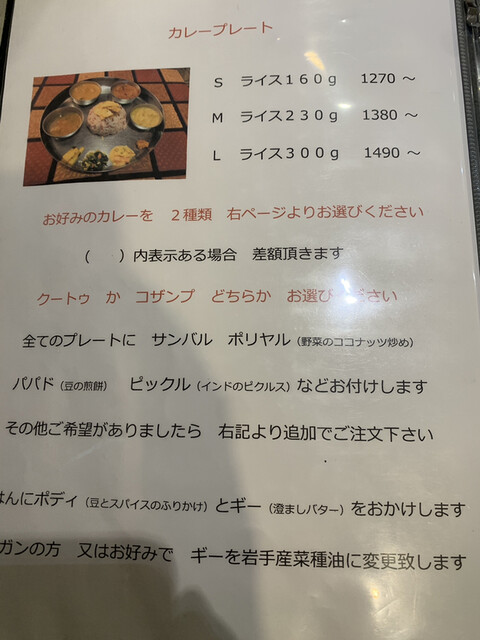 カレープレート
S ライス160g 1270～
M ライス230g 1380～
L ライス300g 1490～
お好みのカレーを 2種類 右ページよりお選びください
（ ）内表示ある場合 差額頂きます
クートゥ か コザンプ どちらか お選びください
全てのプレートに サンバル ポリヤル（野菜のココナッツ炒め）
パパド（豆の煎餅） ピックル（インドのピクルス）などお付けします
その他ご希望がありましたら 右記より追加でご注文下さい
はんにポディ（豆とスパイスのふりかけ）とギー（澄ましバター）をおかけします
ガンの方 又はお好みで ギーを岩手産菜種油に変更致します